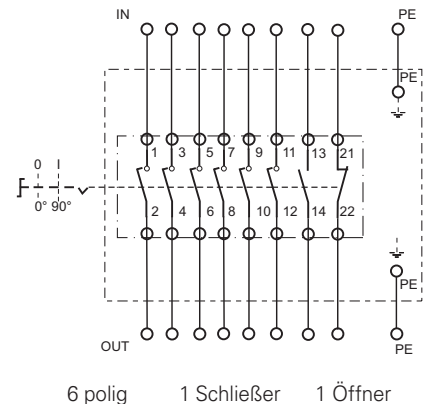 IN PE
PE
1 3 5 7 9 11 13 21
0 I
0° 90°
2 4 6 8 10 12 14 22
PE
OUT PE
6 polig 1 Schließer 1 Öffner